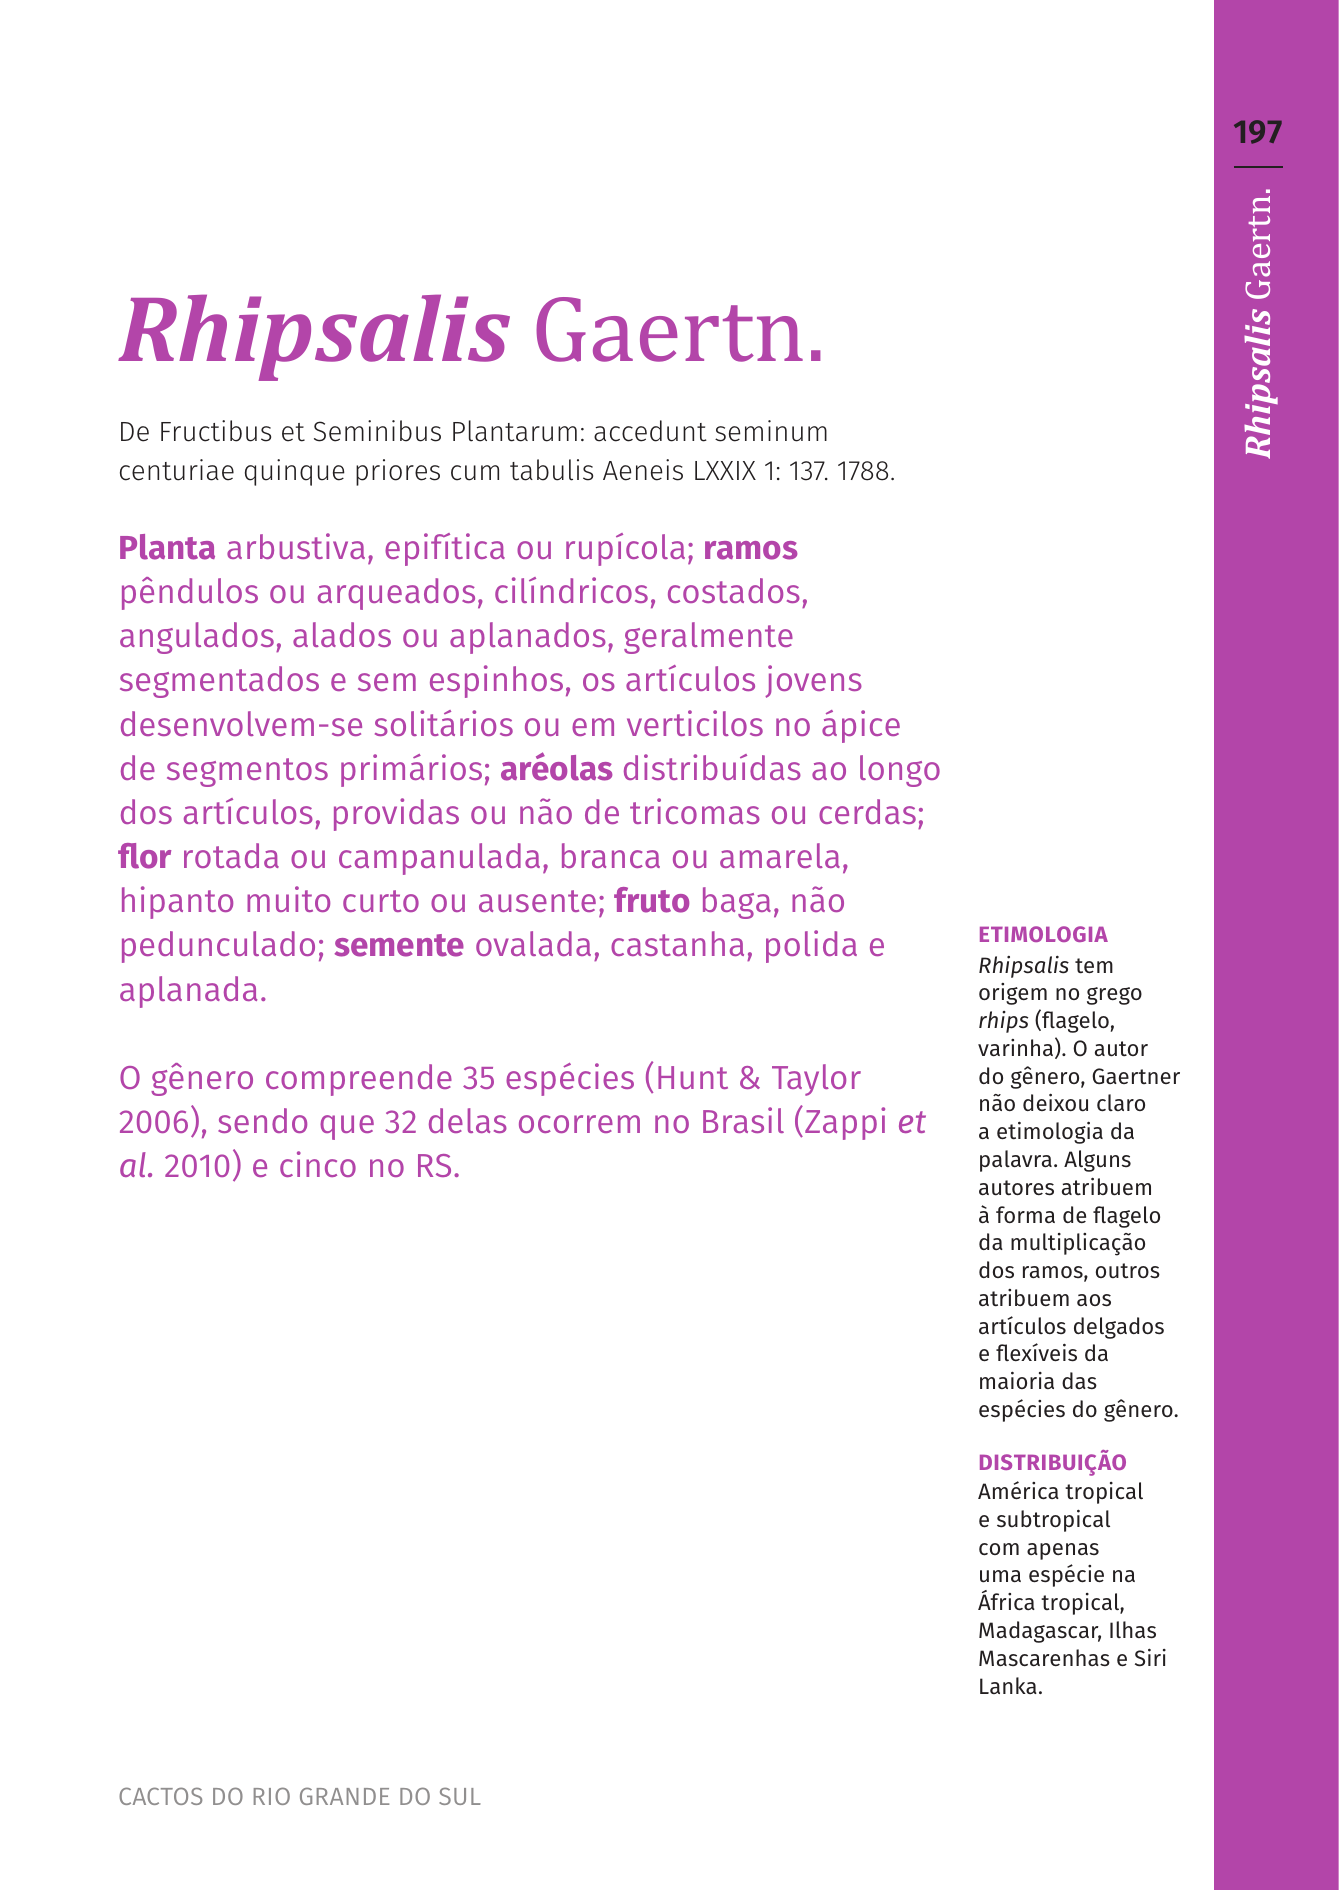 197
Rhipsalis Gaertn.
Rhipsalis Gaertn.
De Fructibus et Seminibus Plantarum: accedunt seminum
centuriae quinque priores cum tabulis Aeneis LXXIX 1: 137. 1788.
Planta arbustiva, epifítica ou rupícola; ramos
pêndulos ou arqueados, cilíndricos, costados,
angulados, alados ou aplanados, geralmente
segmentados e sem espinhos, os artículos jovens
desenvolvem-se solitários ou em verticilos no ápice
de segmentos primários; aréolas distribuídas ao longo
dos artículos, providas ou não de tricomas ou cerdas;
flor rotada ou campanulada, branca ou amarela,
hipanto muito curto ou ausente; fruto baga, não
pedunculado; semente ovalada, castanha, polida e
aplanada.
O gênero compreende 35 espécies (Hunt & Taylor
2006), sendo que 32 delas ocorrem no Brasil (Zappi et
al. 2010) e cinco no RS.
ETIMOLOGIA
Rhipsalis tem
origem no grego
rhips (flagelo,
varinha). O autor
do gênero, Gaertner
não deixou claro
a etimologia da
palavra. Alguns
autores atribuem
à forma de flagelo
da multiplicação
dos ramos, outros
atribuem aos
artículos delgados
e flexíveis da
maioria das
espécies do gênero.
DISTRIBUIÇÃO
América tropical
e subtropical
com apenas
uma espécie na
África tropical,
Madagascar, Ilhas
Mascarenhas e Siri
Lanka.
CACTOS DO RIO GRANDE DO SUL